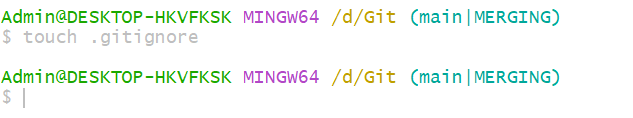 Admin@DESKTOP-HKVFKSK MINGW64 /d/Git (main|MERGING)
$ touch .gitignore
Admin@DESKTOP-HKVFKSK MINGW64 /d/Git (main|MERGING)
$